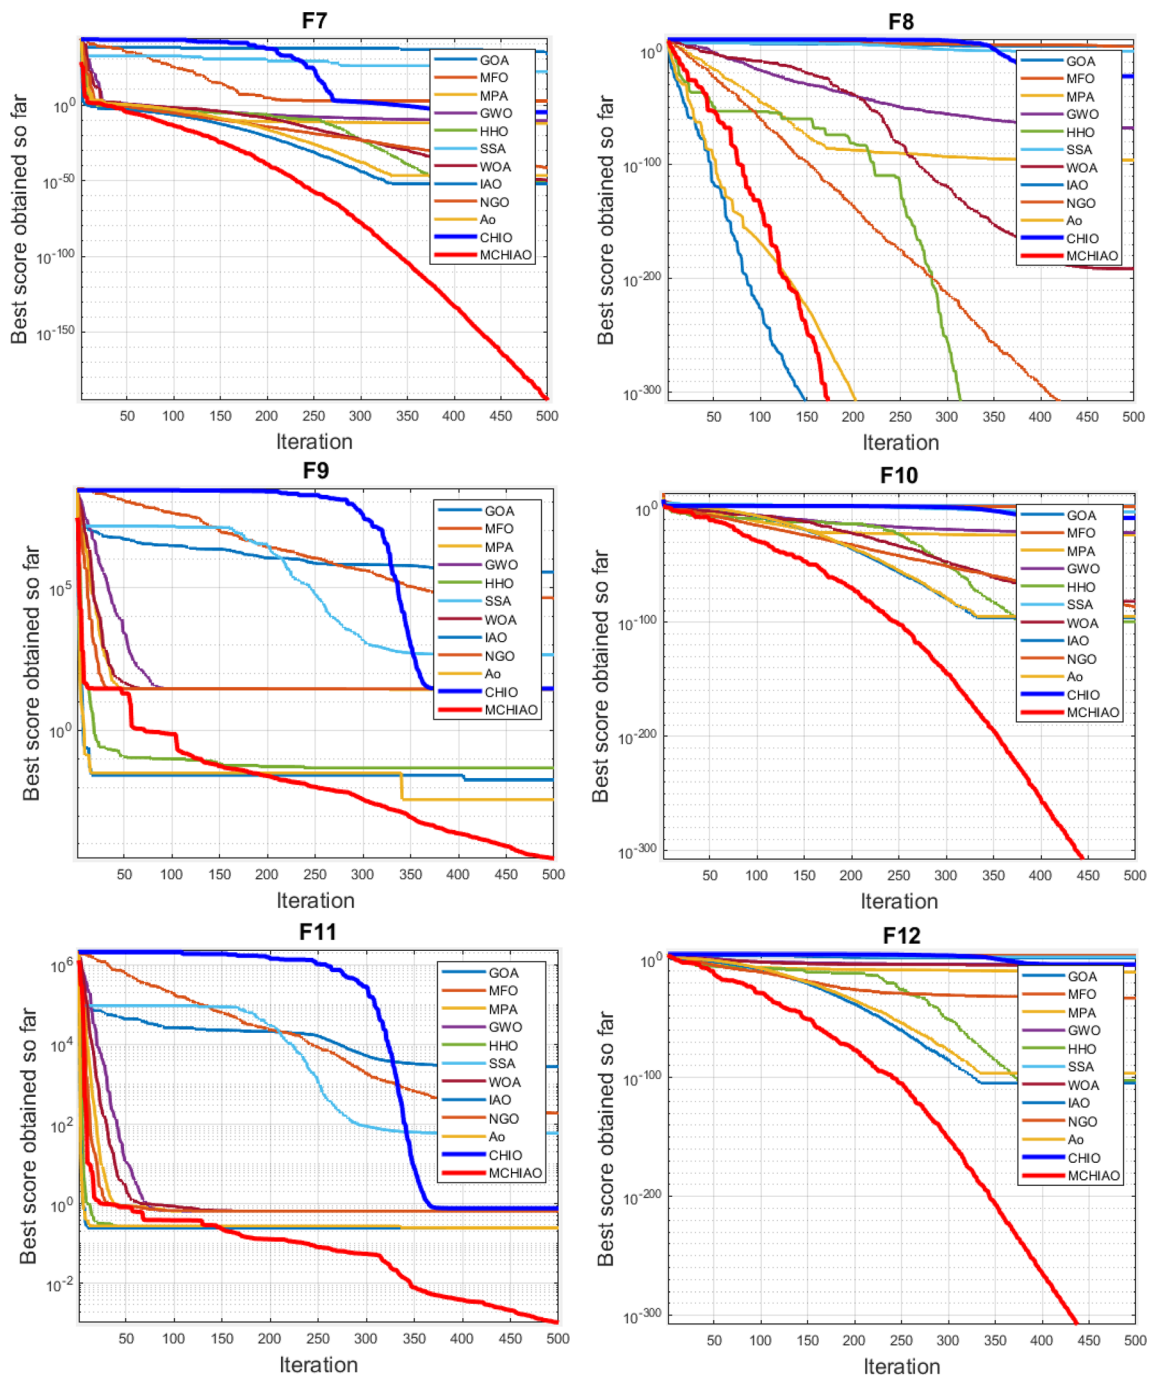 F7
Best score obtained so far
10^0
10^-50
10^-100
10^-150
50 100 150 200 250 300 350 400 450 500
Iteration
GOA
MFO
MPA
GWO
HHO
SSA
WOA
IAO
NGO
Ao
CHIO
MCHIAO
F8
Best score obtained so far
10^0
10^-100
10^-200
10^-300
50 100 150 200 250 300 350 400 450 500
Iteration
GOA
MFO
MPA
GWO
HHO
SSA
WOA
IAO
NGO
Ao
CHIO
MCHIAO
F9
Best score obtained so far
10^5
10^0
50 100 150 200 250 300 350 400 450 500
Iteration
GOA
MFO
MPA
GWO
HHO
SSA
WOA
IAO
NGO
Ao
CHIO
MCHIAO
F10
Best score obtained so far
10^0
10^-100
10^-200
10^-300
50 100 150 200 250 300 350 400 450 500
Iteration
GOA
MFO
MPA
GWO
HHO
SSA
WOA
IAO
NGO
Ao
CHIO
MCHIAO
F11
Best score obtained so far
10^6
10^4
10^2
10^0
10^-2
50 100 150 200 250 300 350 400 450 500
Iteration
GOA
MFO
MPA
GWO
HHO
SSA
WOA
IAO
NGO
Ao
CHIO
MCHIAO
F12
Best score obtained so far
10^0
10^-100
10^-200
10^-300
50 100 150 200 250 300 350 400 450 500
Iteration
GOA
MFO
MPA
GWO
HHO
SSA
WOA
IAO
NGO
Ao
CHIO
MCHIAO